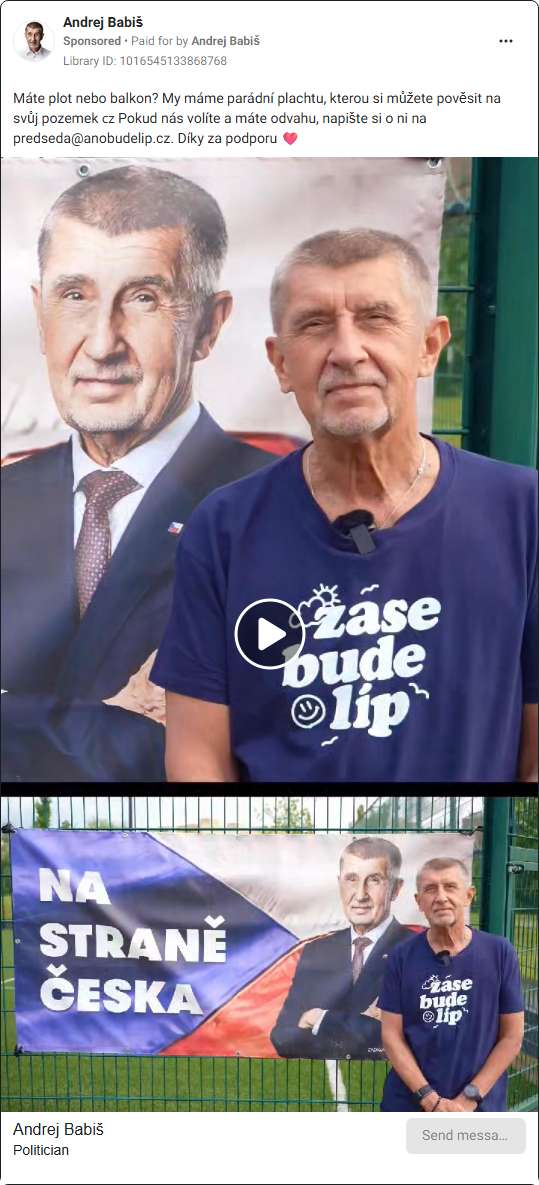 Andrej Babiš
Sponsored • Paid for by Andrej Babiš
Library ID: 1016545133868768
Máte plot nebo balkon? My máme parádní plachtu, kterou si můžete pověsit na
svůj pozemek cz Pokud nás volíte a máte odvahu, napište si o ni na
predseda@anobudelip.cz. Díky za podporu
zase
bude
líp
NA
STRANĚ
ČESKA
zase
bude
líp
Andrej Babiš
Politician
Send messa...